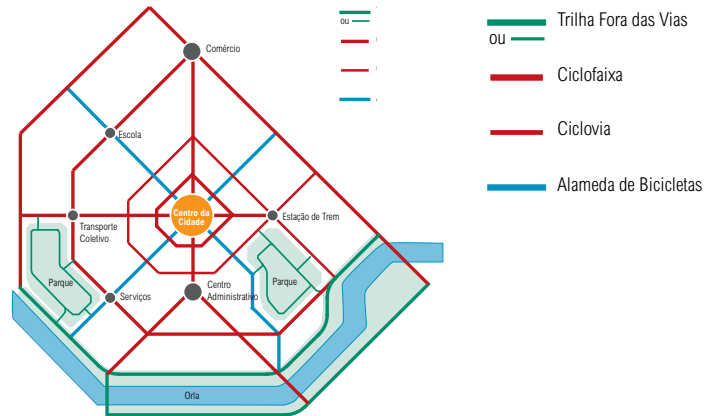 Comércio
Escola
Centro da
Cidade
Estação de Trem
Transporte
Coletivo
Parque
Serviços
Centro
Administrativo
Parque
Orla
ou
Trilha Fora das Vias
ou
Ciclofaixa
Ciclovia
Alameda de Bicicletas